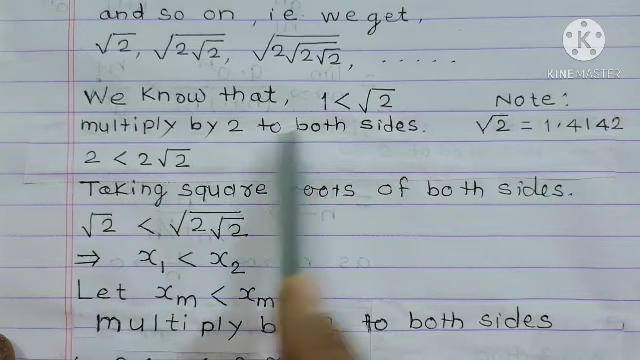 and so on, i.e we get,
√2, √(2√2), √(2√(2√2)), . . . . .
We know that, 1 < √2 Note:
multiply by 2 to both sides. √2 = 1.4142
2 < 2√2
Taking square roots of both sides.
√2 < √(2√2)
⇒ x₁ < x₂
Let xₘ < xₘ
multiply to both sides
K
KINEMASTER